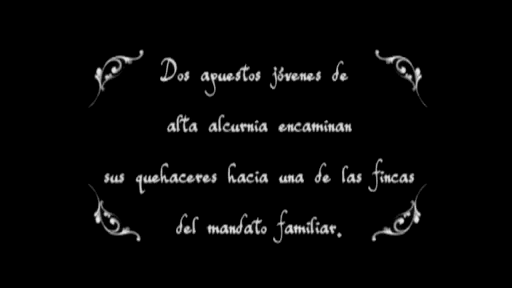 Dos apuestos jóvenes de
alta alcurnia encaminan
sus quehaceres hacia una de las fincas
del mandato familiar.